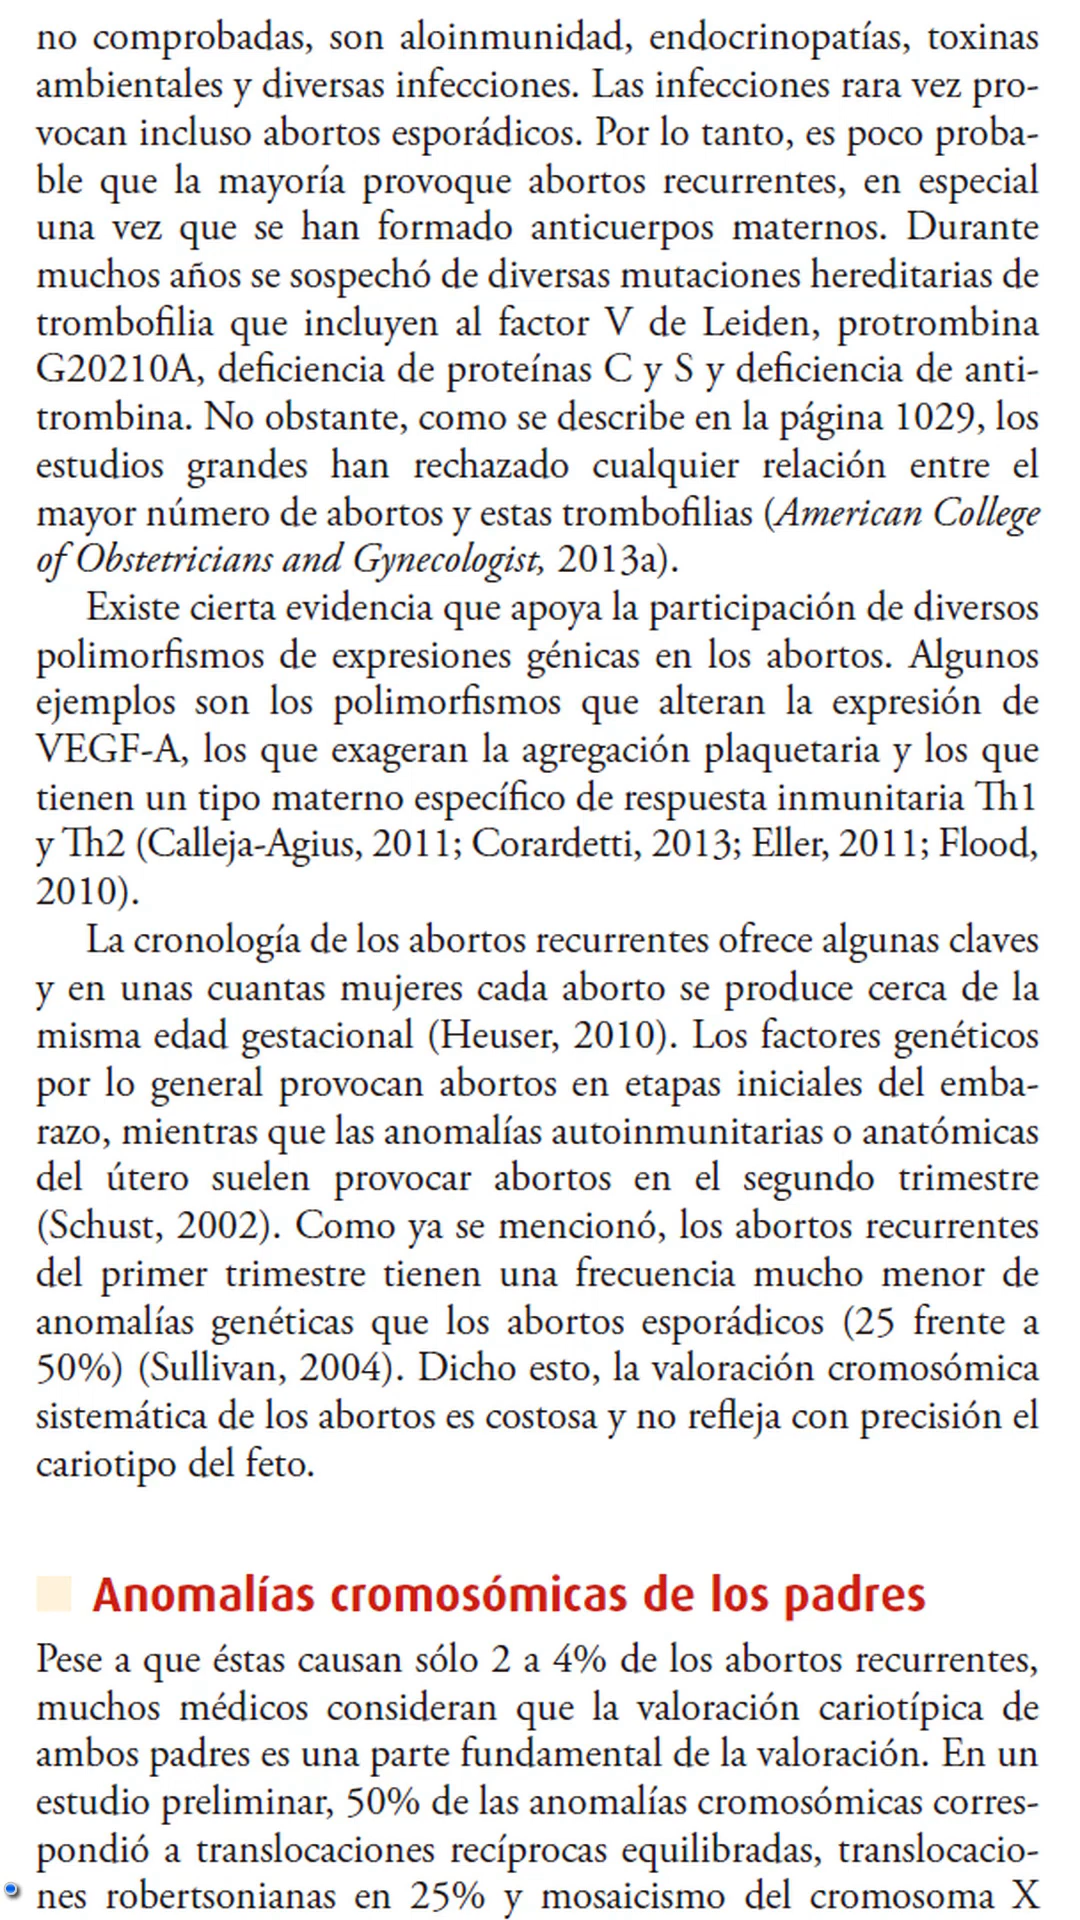 no comprobadas, son aloinmunidad, endocrinopatías, toxinas
ambientales y diversas infecciones. Las infecciones rara vez pro-
vocan incluso abortos esporádicos. Por lo tanto, es poco proba-
ble que la mayoría provoque abortos recurrentes, en especial
una vez que se han formado anticuerpos maternos. Durante
muchos años se sospechó de diversas mutaciones hereditarias de
trombofilia que incluyen al factor V de Leiden, protrombina
G20210A, deficiencia de proteínas C y S y deficiencia de anti-
trombina. No obstante, como se describe en la página 1029, los
estudios grandes han rechazado cualquier relación entre el
mayor número de abortos y estas trombofilias (American College
of Obstetricians and Gynecologist, 2013a).
Existe cierta evidencia que apoya la participación de diversos
polimorfismos de expresiones génicas en los abortos. Algunos
ejemplos son los polimorfismos que alteran la expresión de
VEGF-A, los que exageran la agregación plaquetaria y los que
tienen un tipo materno específico de respuesta inmunitaria Th1
y Th2 (Calleja-Agius, 2011; Corardetti, 2013; Eller, 2011; Flood,
2010).
La cronología de los abortos recurrentes ofrece algunas claves
y en unas cuantas mujeres cada aborto se produce cerca de la
misma edad gestacional (Heuser, 2010). Los factores genéticos
por lo general provocan abortos en etapas iniciales del emba-
razo, mientras que las anomalías autoinmunitarias o anatómicas
del útero suelen provocar abortos en el segundo trimestre
(Schust, 2002). Como ya se mencionó, los abortos recurrentes
del primer trimestre tienen una frecuencia mucho menor de
anomalías genéticas que los abortos esporádicos (25 frente a
50%) (Sullivan, 2004). Dicho esto, la valoración cromosómica
sistemática de los abortos es costosa y no refleja con precisión el
cariotipo del feto.
Anomalías cromosómicas de los padres
Pese a que éstas causan sólo 2 a 4% de los abortos recurrentes,
muchos médicos consideran que la valoración cariotípica de
ambos padres es una parte fundamental de la valoración. En un
estudio preliminar, 50% de las anomalías cromosómicas corres-
pondió a translocaciones recíprocas equilibradas, translocacio-
nes robertsonianas en 25% y mosaicismo del cromosoma X